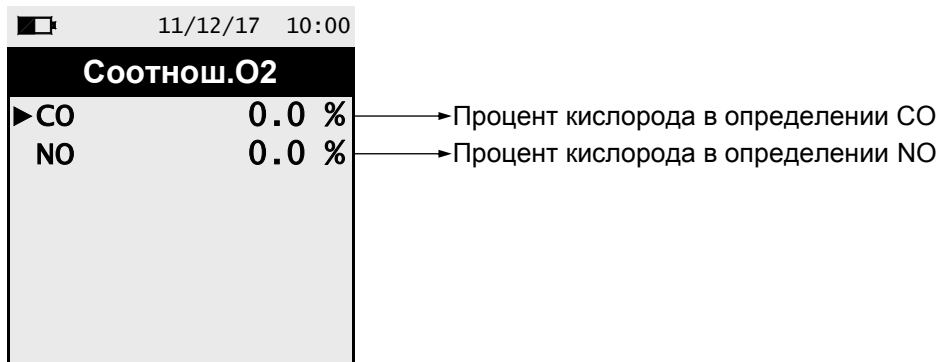 11/12/17 10:00
Соотнош.O2
CO 0.0 %
NO 0.0 %
Процент кислорода в определении CO
Процент кислорода в определении NO